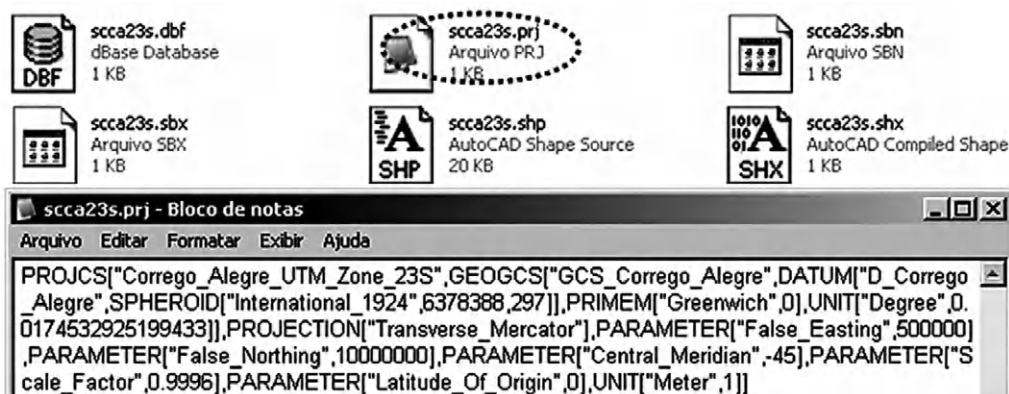 scca23s.dbf
dBase Database
1 KB
DBF
scca23s.prj
Arquivo PRJ
1 KB
scca23s.sbn
Arquivo SBN
1 KB
scca23s.sbx
Arquivo SBX
1 KB
scca23s.shp
AutoCAD Shape Source
20 KB
SHP
scca23s.shx
AutoCAD Compiled Shape
1 KB
SHX
scca23s.prj - Bloco de notas
Arquivo Editar Formatar Exibir Ajuda
PROJCS["Corrego_Alegre_UTM_Zone_23S",GEOGCS["GCS_Corrego_Alegre",DATUM["D_Corrego
_Alegre",SPHEROID["International_1924",6378388,297]],PRIMEM["Greenwich",0],UNIT["Degree",0.
0174532925199433]],PROJECTION["Transverse_Mercator"],PARAMETER["False_Easting",500000]
,PARAMETER["False_Northing",10000000],PARAMETER["Central_Meridian",-45],PARAMETER["S
cale_Factor",0.9996],PARAMETER["Latitude_Of_Origin",0],UNIT["Meter",1]]